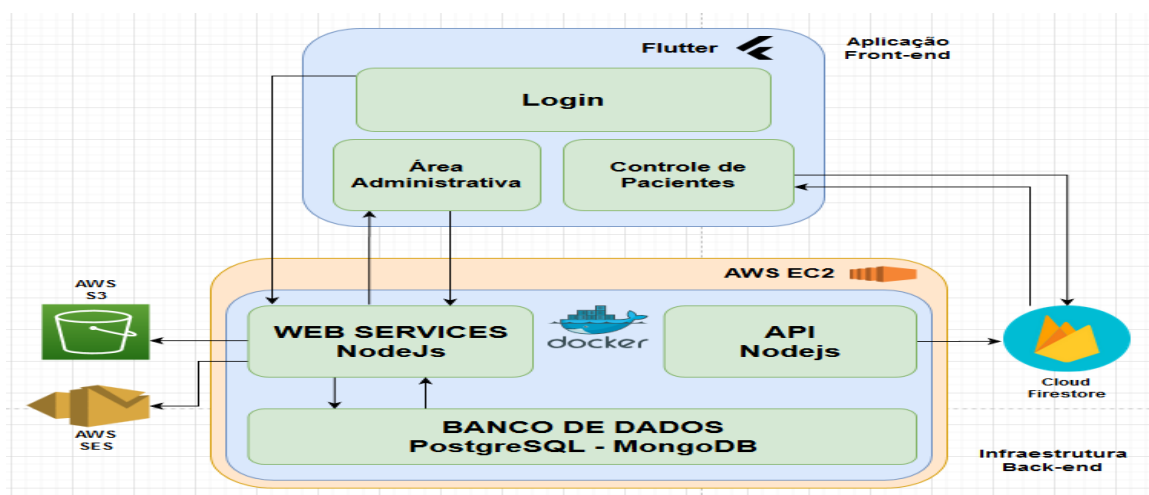 Flutter
Aplicação
Front-end
Login
Área
Administrativa
Controle de
Pacientes
AWS EC2
AWS
S3
WEB SERVICES
NodeJs
docker
API
Nodejs
Cloud
Firestore
AWS
SES
BANCO DE DADOS
PostgreSQL - MongoDB
Infraestrutura
Back-end